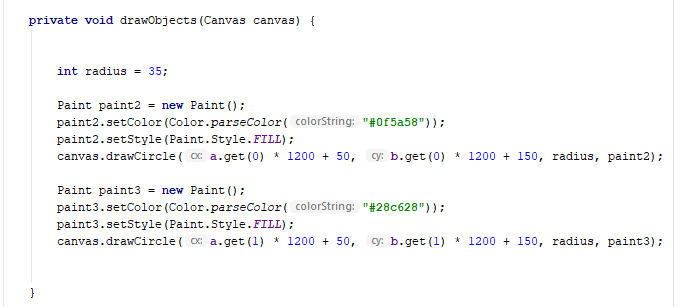 private void drawObjects(Canvas canvas) {
int radius = 35;
Paint paint2 = new Paint();
paint2.setColor(Color.parseColor( colorString: "#0f5a58"));
paint2.setStyle(Paint.Style.FILL);
canvas.drawCircle( cx: a.get(0) * 1200 + 50, cy: b.get(0) * 1200 + 150, radius, paint2);
Paint paint3 = new Paint();
paint3.setColor(Color.parseColor( colorString: "#28c628"));
paint3.setStyle(Paint.Style.FILL);
canvas.drawCircle( cx: a.get(1) * 1200 + 50, cy: b.get(1) * 1200 + 150, radius, paint3);
}